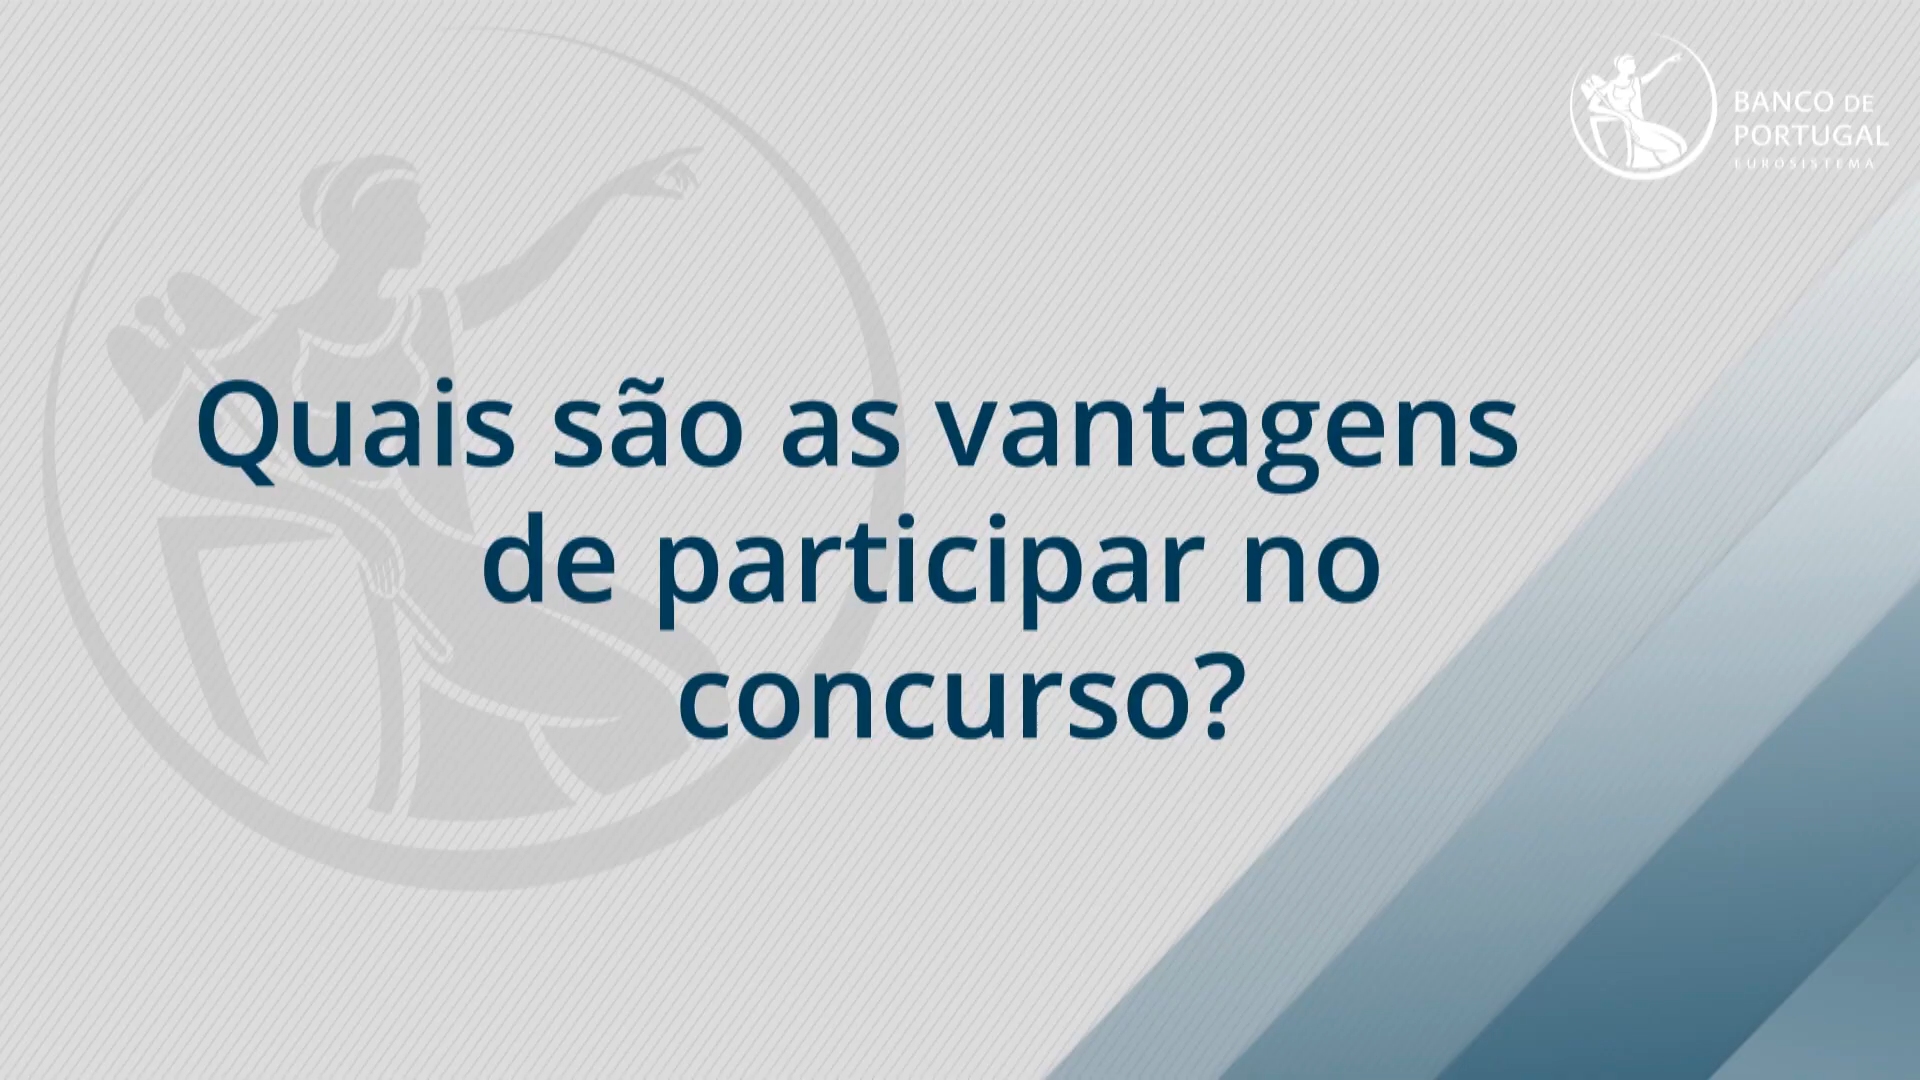 BANCO DE
PORTUGAL
EUROSISTEMA
Quais são as vantagens
de participar no
concurso?